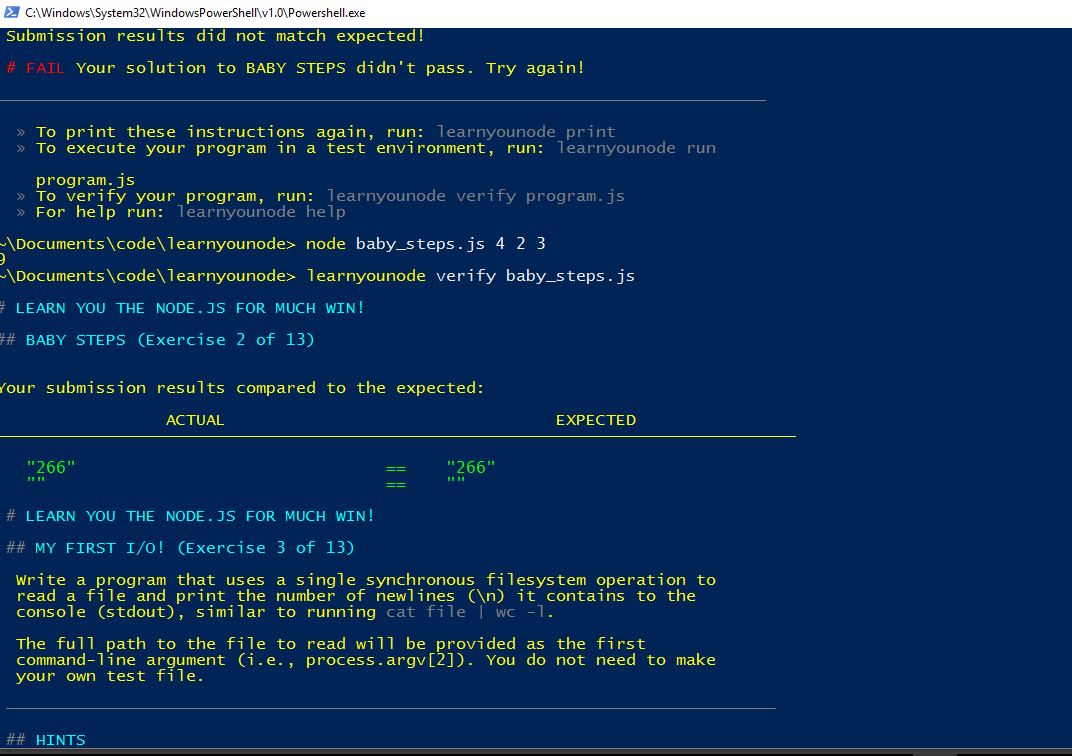 C:\Windows\System32\WindowsPowerShell\v1.0\Powershell.exe
Submission results did not match expected!
# FAIL Your solution to BABY STEPS didn't pass. Try again!
» To print these instructions again, run: learnyounode print
» To execute your program in a test environment, run: learnyounode run
program.js
» To verify your program, run: learnyounode verify program.js
» For help run: learnyounode help
~\Documents\code\learnyounode> node baby_steps.js 4 2 3
9
~\Documents\code\learnyounode> learnyounode verify baby_steps.js
# LEARN YOU THE NODE.JS FOR MUCH WIN!
## BABY STEPS (Exercise 2 of 13)
Your submission results compared to the expected:
ACTUAL EXPECTED
"266" == "266"
"" == ""
# LEARN YOU THE NODE.JS FOR MUCH WIN!
## MY FIRST I/O! (Exercise 3 of 13)
Write a program that uses a single synchronous filesystem operation to
read a file and print the number of newlines (\n) it contains to the
console (stdout), similar to running cat file | wc -l.
The full path to the file to read will be provided as the first
command-line argument (i.e., process.argv[2]). You do not need to make
your own test file.
## HINTS